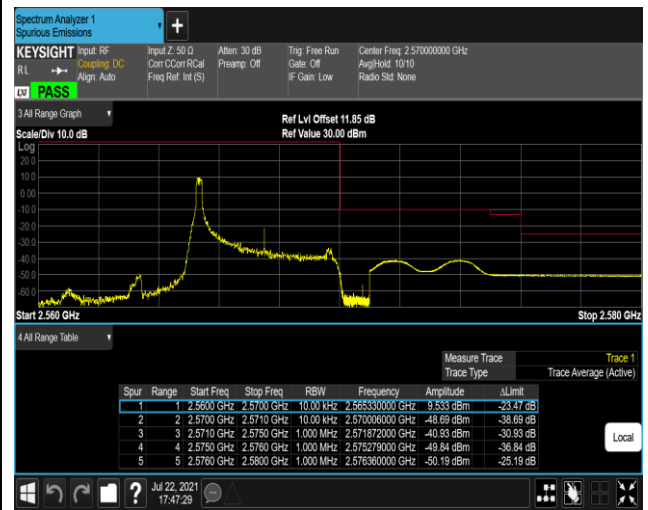 Spectrum Analyzer 1
Spurious Emissions
KEYSIGHT Input: RF Input Z: 50 Ω Atten: 30 dB Trig: Free Run Center Freq: 2.570000000 GHz
RL Coupling: DC Corr CCorr RCal Preamp: Off Gate: Off Avg|Hold: 10/10
Align: Auto Freq Ref: Int (S) IF Gain: Low Radio Std: None
LXI PASS
3 All Range Graph
Ref Lvl Offset 11.85 dB
Scale/Div 10.0 dB Ref Value 30.00 dBm
Log
20.0
10.0
0.00
-10.0
-20.0
-30.0
-40.0
-50.0
-60.0
Start 2.560 GHz Stop 2.580 GHz
4 All Range Table
Measure Trace Trace 1
Trace Type Trace Average (Active)
Spur Range Start Freq Stop Freq RBW Frequency Amplitude ΔLimit
1 1 2.5600 GHz 2.5700 GHz 10.00 kHz 2.565330000 GHz 9.533 dBm -23.47 dB
2 2 2.5700 GHz 2.5710 GHz 10.00 kHz 2.570006000 GHz -48.69 dBm -38.69 dB
3 3 2.5710 GHz 2.5750 GHz 1.000 MHz 2.571872000 GHz -40.93 dBm -30.93 dB
4 4 2.5750 GHz 2.5760 GHz 1.000 MHz 2.575279000 GHz -49.84 dBm -36.84 dB
5 5 2.5760 GHz 2.5800 GHz 1.000 MHz 2.576360000 GHz -50.19 dBm -25.19 dB
Local
Jul 22, 2021
17:47:29